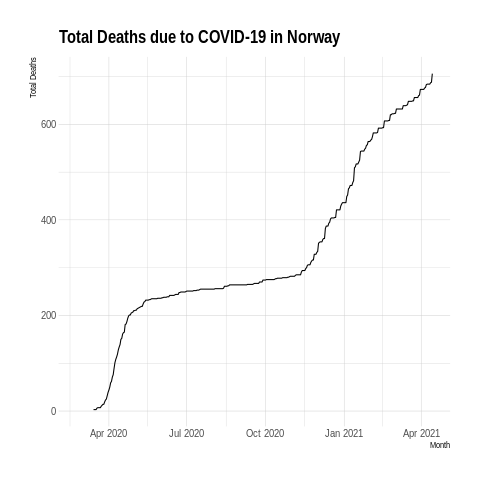 Total Deaths due to COVID-19 in Norway
Total Deaths
600
400
200
0
Apr 2020 Jul 2020 Oct 2020 Jan 2021 Apr 2021
Month